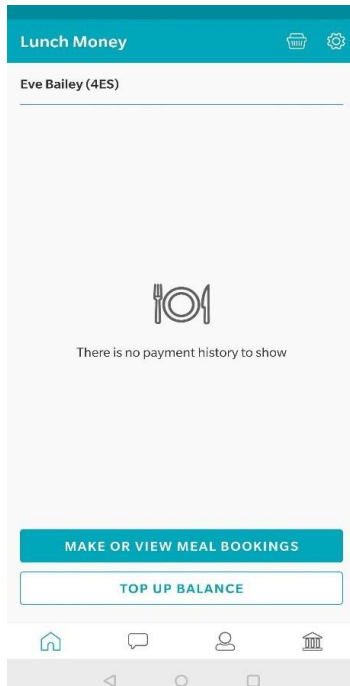 Lunch Money
Eve Bailey (4ES)
There is no payment history to show
MAKE OR VIEW MEAL BOOKINGS
TOP UP BALANCE